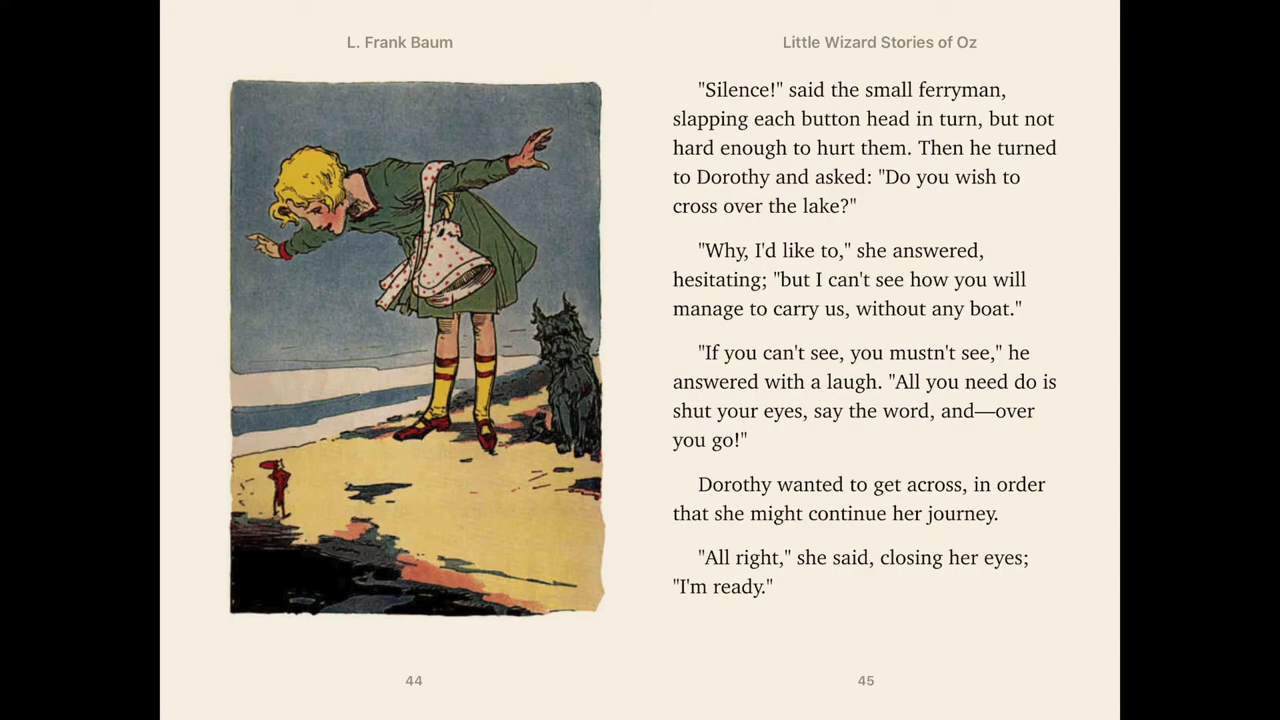 L. Frank Baum
Little Wizard Stories of Oz
"Silence!" said the small ferryman,
slapping each button head in turn, but not
hard enough to hurt them. Then he turned
to Dorothy and asked: "Do you wish to
cross over the lake?"
"Why, I'd like to," she answered,
hesitating; "but I can't see how you will
manage to carry us, without any boat."
"If you can't see, you mustn't see," he
answered with a laugh. "All you need do is
shut your eyes, say the word, and—over
you go!"
Dorothy wanted to get across, in order
that she might continue her journey.
"All right," she said, closing her eyes;
"I'm ready."
44
45